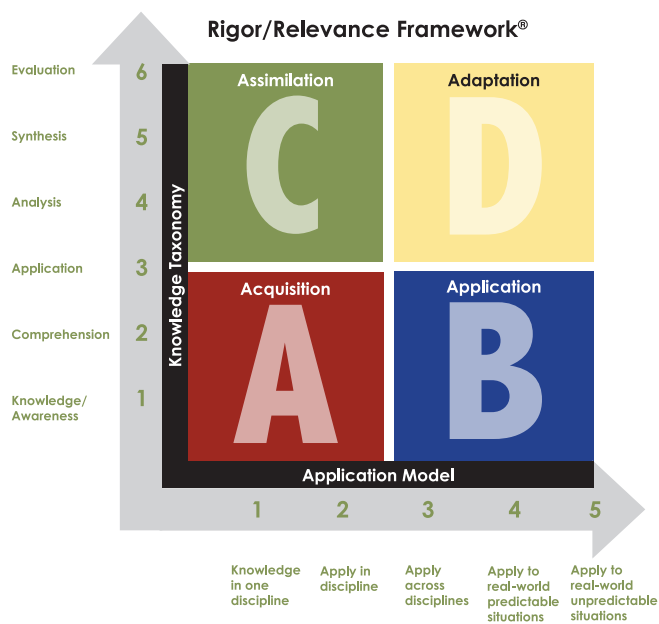 Rigor/Relevance Framework®
Evaluation
6
Assimilation
Adaptation
Synthesis
5
C
D
Analysis
4
Application
3
Knowledge Taxonomy
Acquisition
Application
Comprehension
2
A
B
Knowledge/
Awareness
1
Application Model
1
2
3
4
5
Knowledge
in one
discipline
Apply in
discipline
Apply
across
disciplines
Apply to
real-world
predictable
situations
Apply to
real-world
unpredictable
situations